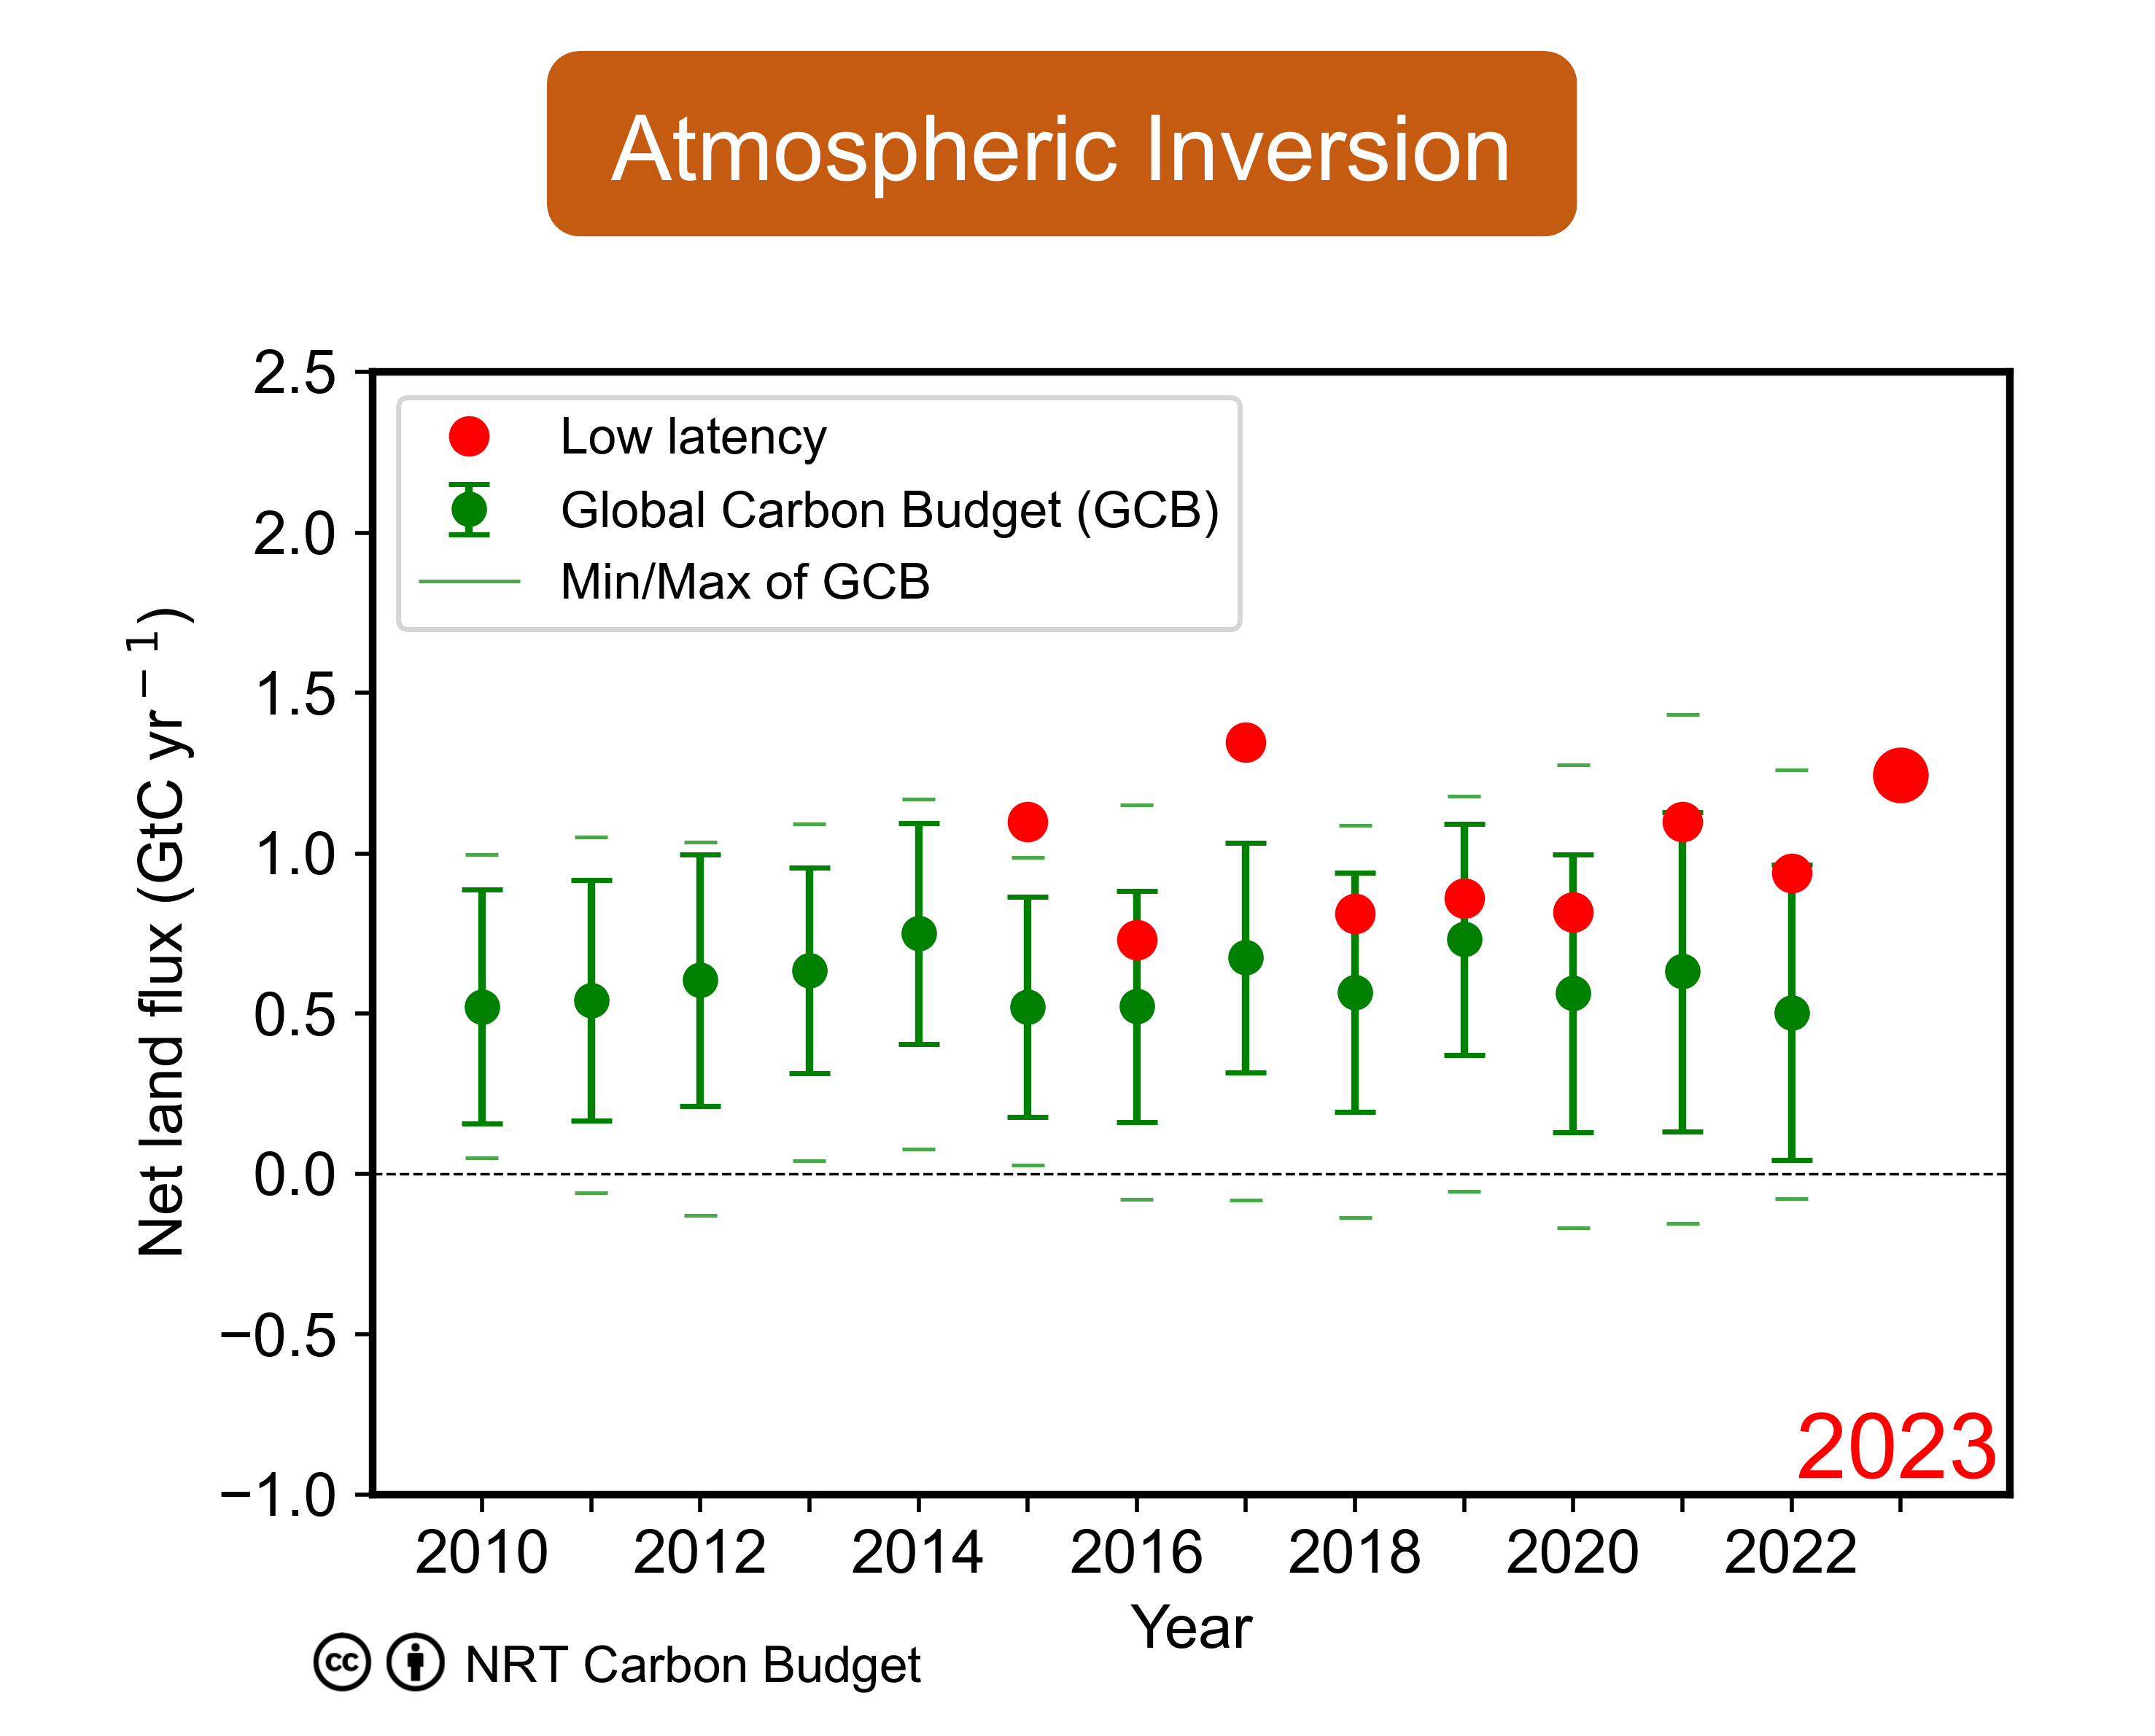 Atmospheric Inversion
2.5
2.0
1.5
1.0
0.5
0.0
−0.5
−1.0
Net land flux (GtC yr⁻¹)
Low latency
Global Carbon Budget (GCB)
Min/Max of GCB
2023
2010 2012 2014 2016 2018 2020 2022
Year
cc NRT Carbon Budget